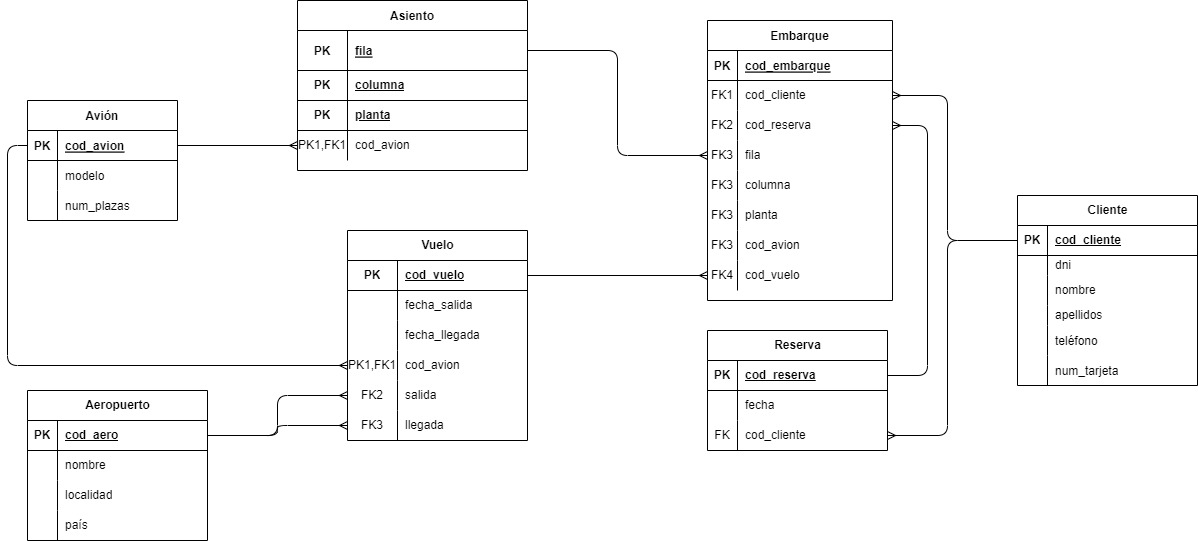 Asiento
PK fila
PK columna
PK planta
PK1,FK1 cod_avion
Embarque
PK cod_embarque
FK1 cod_cliente
FK2 cod_reserva
FK3 fila
FK3 columna
FK3 planta
FK3 cod_avion
FK4 cod_vuelo
Avión
PK cod_avion
modelo
num_plazas
Cliente
PK cod_cliente
dni
nombre
apellidos
teléfono
num_tarjeta
Vuelo
PK cod_vuelo
fecha_salida
fecha_llegada
PK1,FK1 cod_avion
FK2 salida
FK3 llegada
Reserva
PK cod_reserva
fecha
FK cod_cliente
Aeropuerto
PK cod_aero
nombre
localidad
país